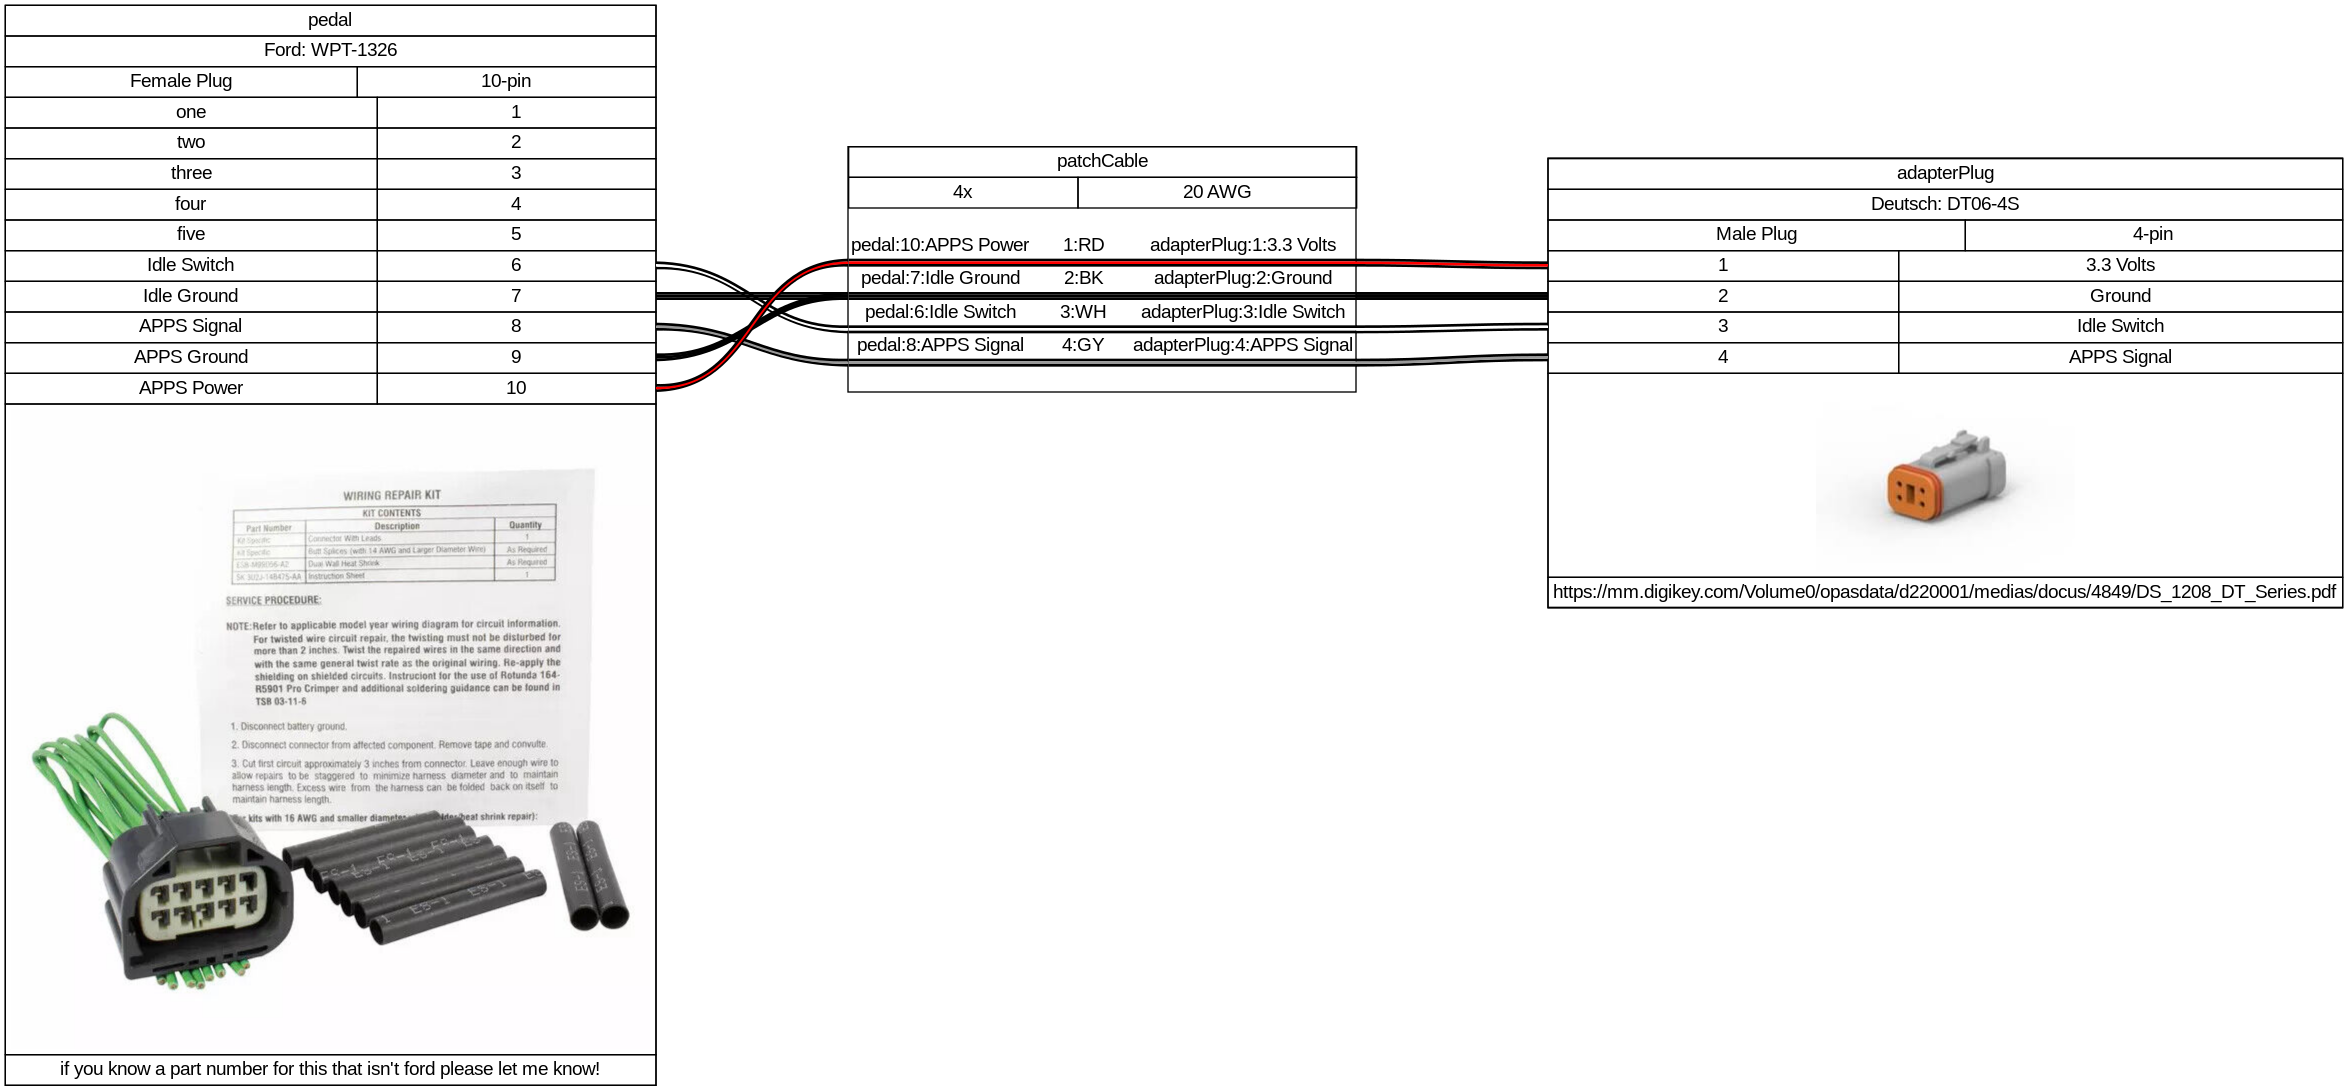 pedal
Ford: WPT-1326
Female Plug 10-pin
one 1
two 2
three 3
four 4
five 5
Idle Switch 6
Idle Ground 7
APPS Signal 8
APPS Ground 9
APPS Power 10
WIRING REPAIR KIT
KIT CONTENTS
Part Number Description Quantity
Kit Specific Connector With Leads 1
Kit Specific Butt Splices (with 14 AWG and Larger Diameter Wire) As Required
Dual Wall Heat Shrink As Required
Instruction Sheet 1
SERVICE PROCEDURE:
NOTE: Refer to applicable model year wiring diagram for circuit information.
For twisted wire circuit repair, the twisting must not be disturbed for
more than 2 inches. Twist the repaired wires in the same direction and
with the same general twist rate as the original wiring. Re-apply the
shielding on shielded circuits. Instruciont for the use of Rotunda 164-
R5901 Pro Crimper and additional soldering guidance can be found in
TSB 03-11-6
1. Disconnect battery ground.
2. Disconnect connector from affected component. Remove tape and convulte.
3. Cut first circuit approximately 3 inches from connector. Leave enough wire to
allow repairs to be staggered to minimize harness diameter and to maintain
harness length. Excess wire from the harness can be folded back on itself to
maintain harness length.
kits with 16 AWG and smaller heat shrink repair):
ES-1 ES-1 ES-1
ES-1 ES-1
ES-1
ES-1
if you know a part number for this that isn't ford please let me know!
patchCable
4x 20 AWG
pedal:10:APPS Power 1:RD adapterPlug:1:3.3 Volts
pedal:7:Idle Ground 2:BK adapterPlug:2:Ground
pedal:6:Idle Switch 3:WH adapterPlug:3:Idle Switch
pedal:8:APPS Signal 4:GY adapterPlug:4:APPS Signal
adapterPlug
Deutsch: DT06-4S
Male Plug 4-pin
1 3.3 Volts
2 Ground
3 Idle Switch
4 APPS Signal
https://mm.digikey.com/Volume0/opasdata/d220001/medias/docus/4849/DS_1208_DT_Series.pdf